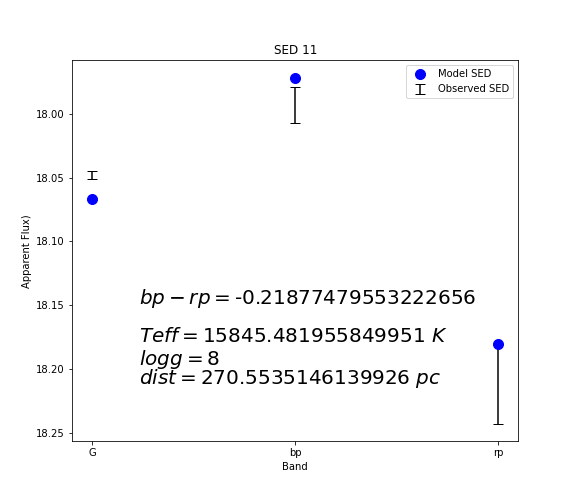 SED 11
Model SED
Observed SED
18.00
18.05
18.10
18.15
18.20
18.25
Apparent Flux)
bp − rp = -0.21877479553222656
Teff = 15845.481955849951 K
logg = 8
dist = 270.5535146139926 pc
G
bp
rp
Band